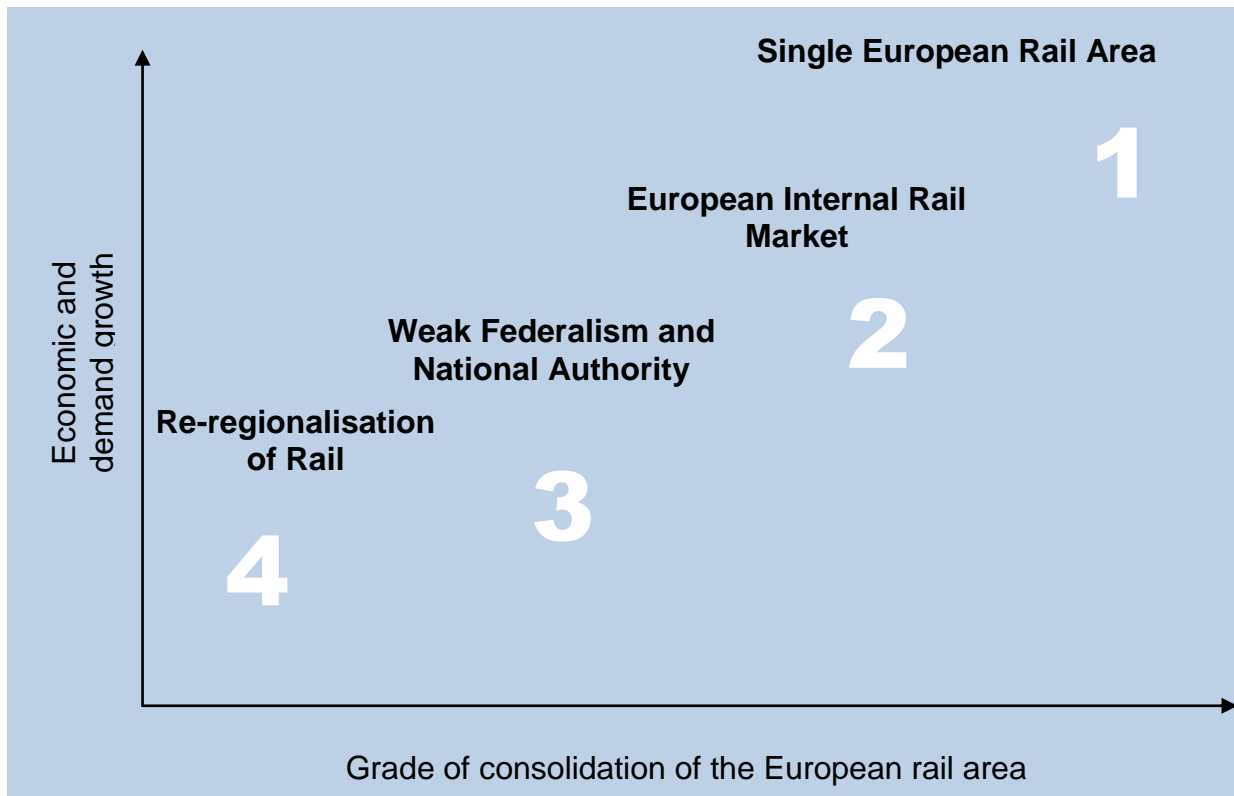 Single European Rail Area
1
European Internal Rail
Market
2
Weak Federalism and
National Authority
3
Re-regionalisation
of Rail
4
Economic and
demand growth
Grade of consolidation of the European rail area